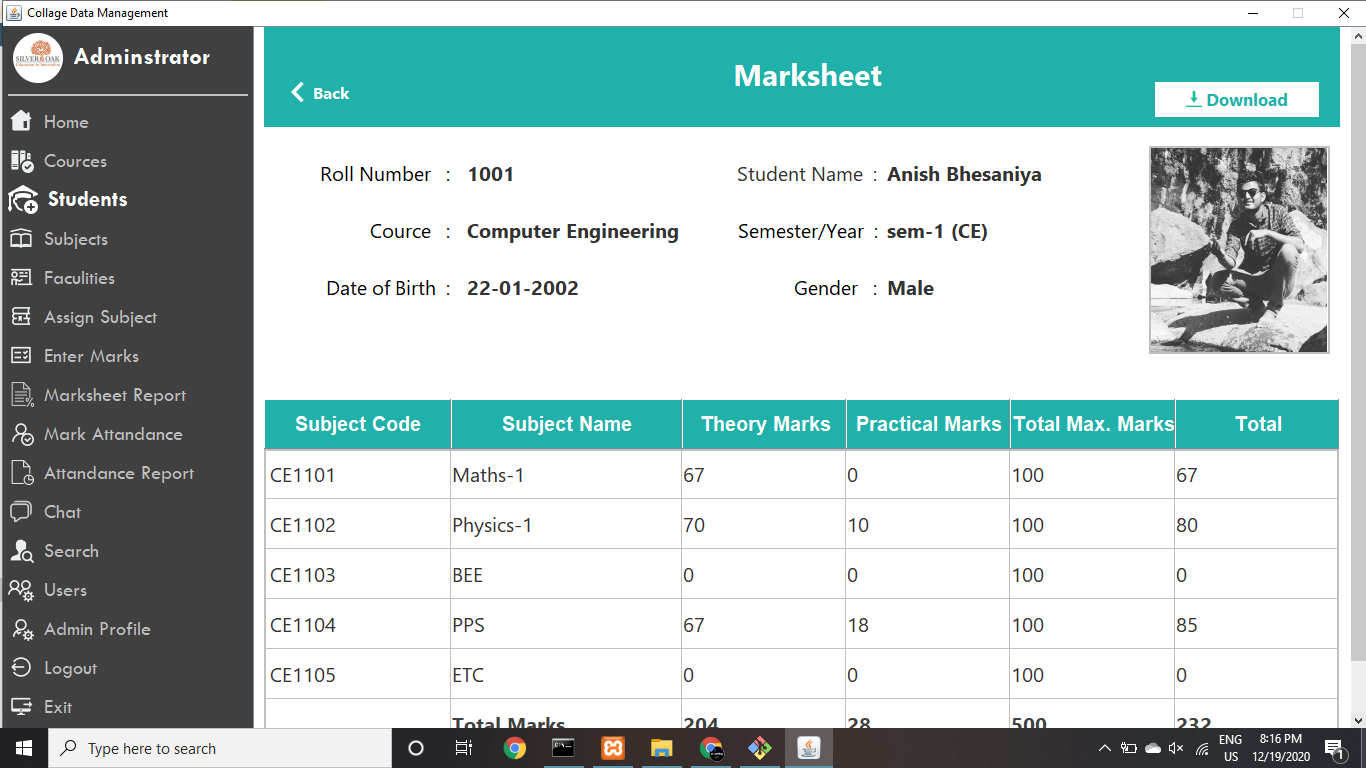 Collage Data Management
SILVER OAK
Adminstrator
Home
Cources
Students
Subjects
Faculities
Assign Subject
Enter Marks
Marksheet Report
Mark Attandance
Attandance Report
Chat
Search
Users
Admin Profile
Logout
Exit
Back
Marksheet
Download
Roll Number : 1001 Student Name : Anish Bhesaniya
Cource : Computer Engineering Semester/Year : sem-1 (CE)
Date of Birth : 22-01-2002 Gender : Male
Subject Code Subject Name Theory Marks Practical Marks Total Max. Marks Total
CE1101 Maths-1 67 0 100 67
CE1102 Physics-1 70 10 100 80
CE1103 BEE 0 0 100 0
CE1104 PPS 67 18 100 85
CE1105 ETC 0 0 100 0
Total Marks 204 28 500 232
Type here to search
ENG
US
8:16 PM
12/19/2020
1